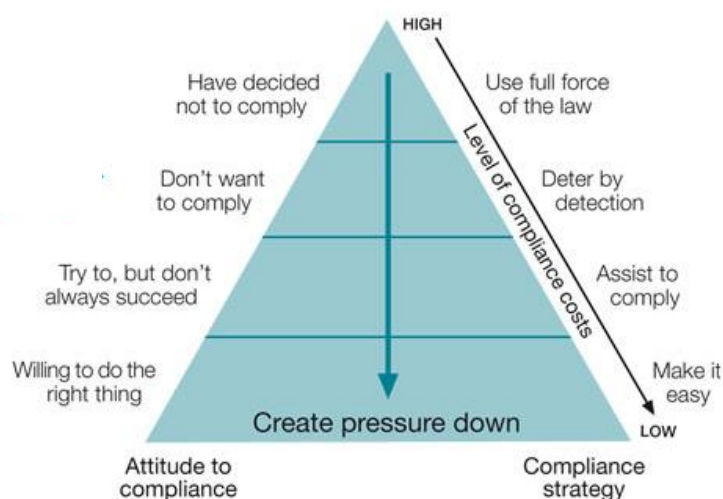 HIGH
Have decided
not to comply
Use full force
of the law
Don't want
to comply
Deter by
detection
Level of compliance costs
Try to, but don't
always succeed
Assist to
comply
Willing to do the
right thing
Make it
easy
Create pressure down
LOW
Attitude to
compliance
Compliance
strategy